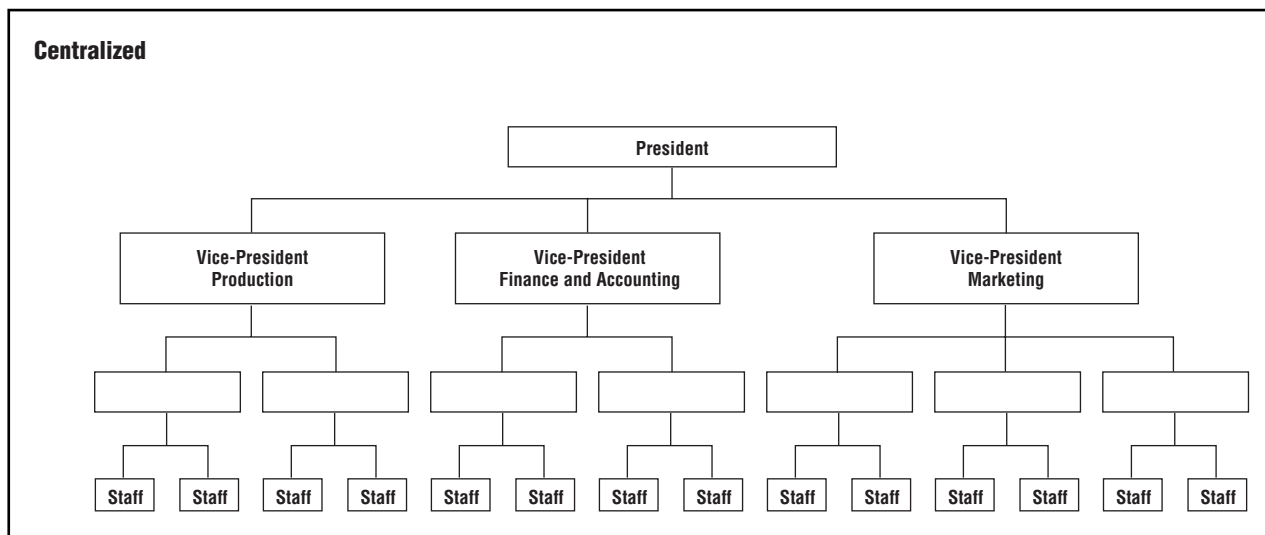 Centralized
President
Vice-President
Production
Vice-President
Finance and Accounting
Vice-President
Marketing
Staff
Staff
Staff
Staff
Staff
Staff
Staff
Staff
Staff
Staff
Staff
Staff
Staff
Staff